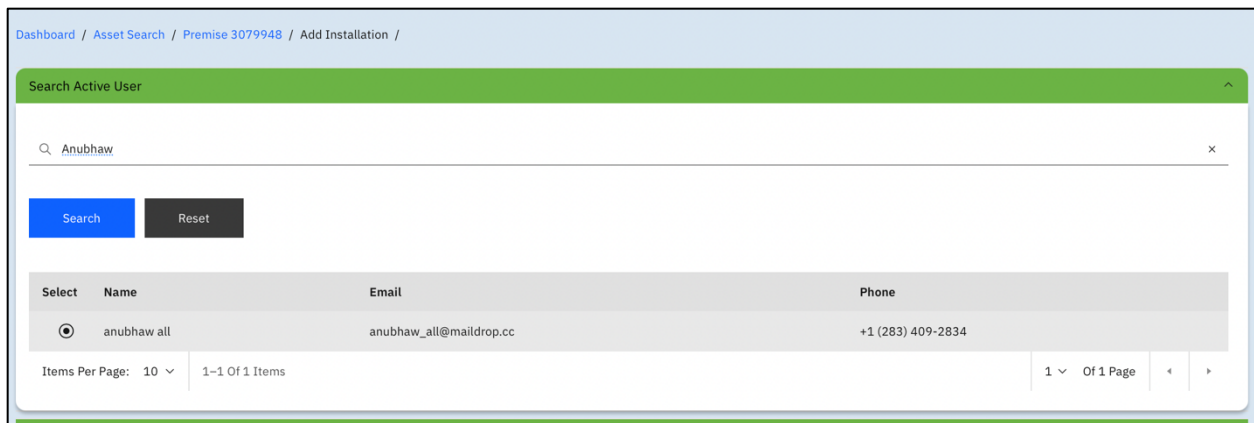 Dashboard / Asset Search / Premise 3079948 / Add Installation /
Search Active User
Anubhaw
Search Reset
Select Name Email Phone
anubhaw all anubhaw_all@maildrop.cc +1 (283) 409-2834
Items Per Page: 10 1–1 Of 1 Items 1 Of 1 Page